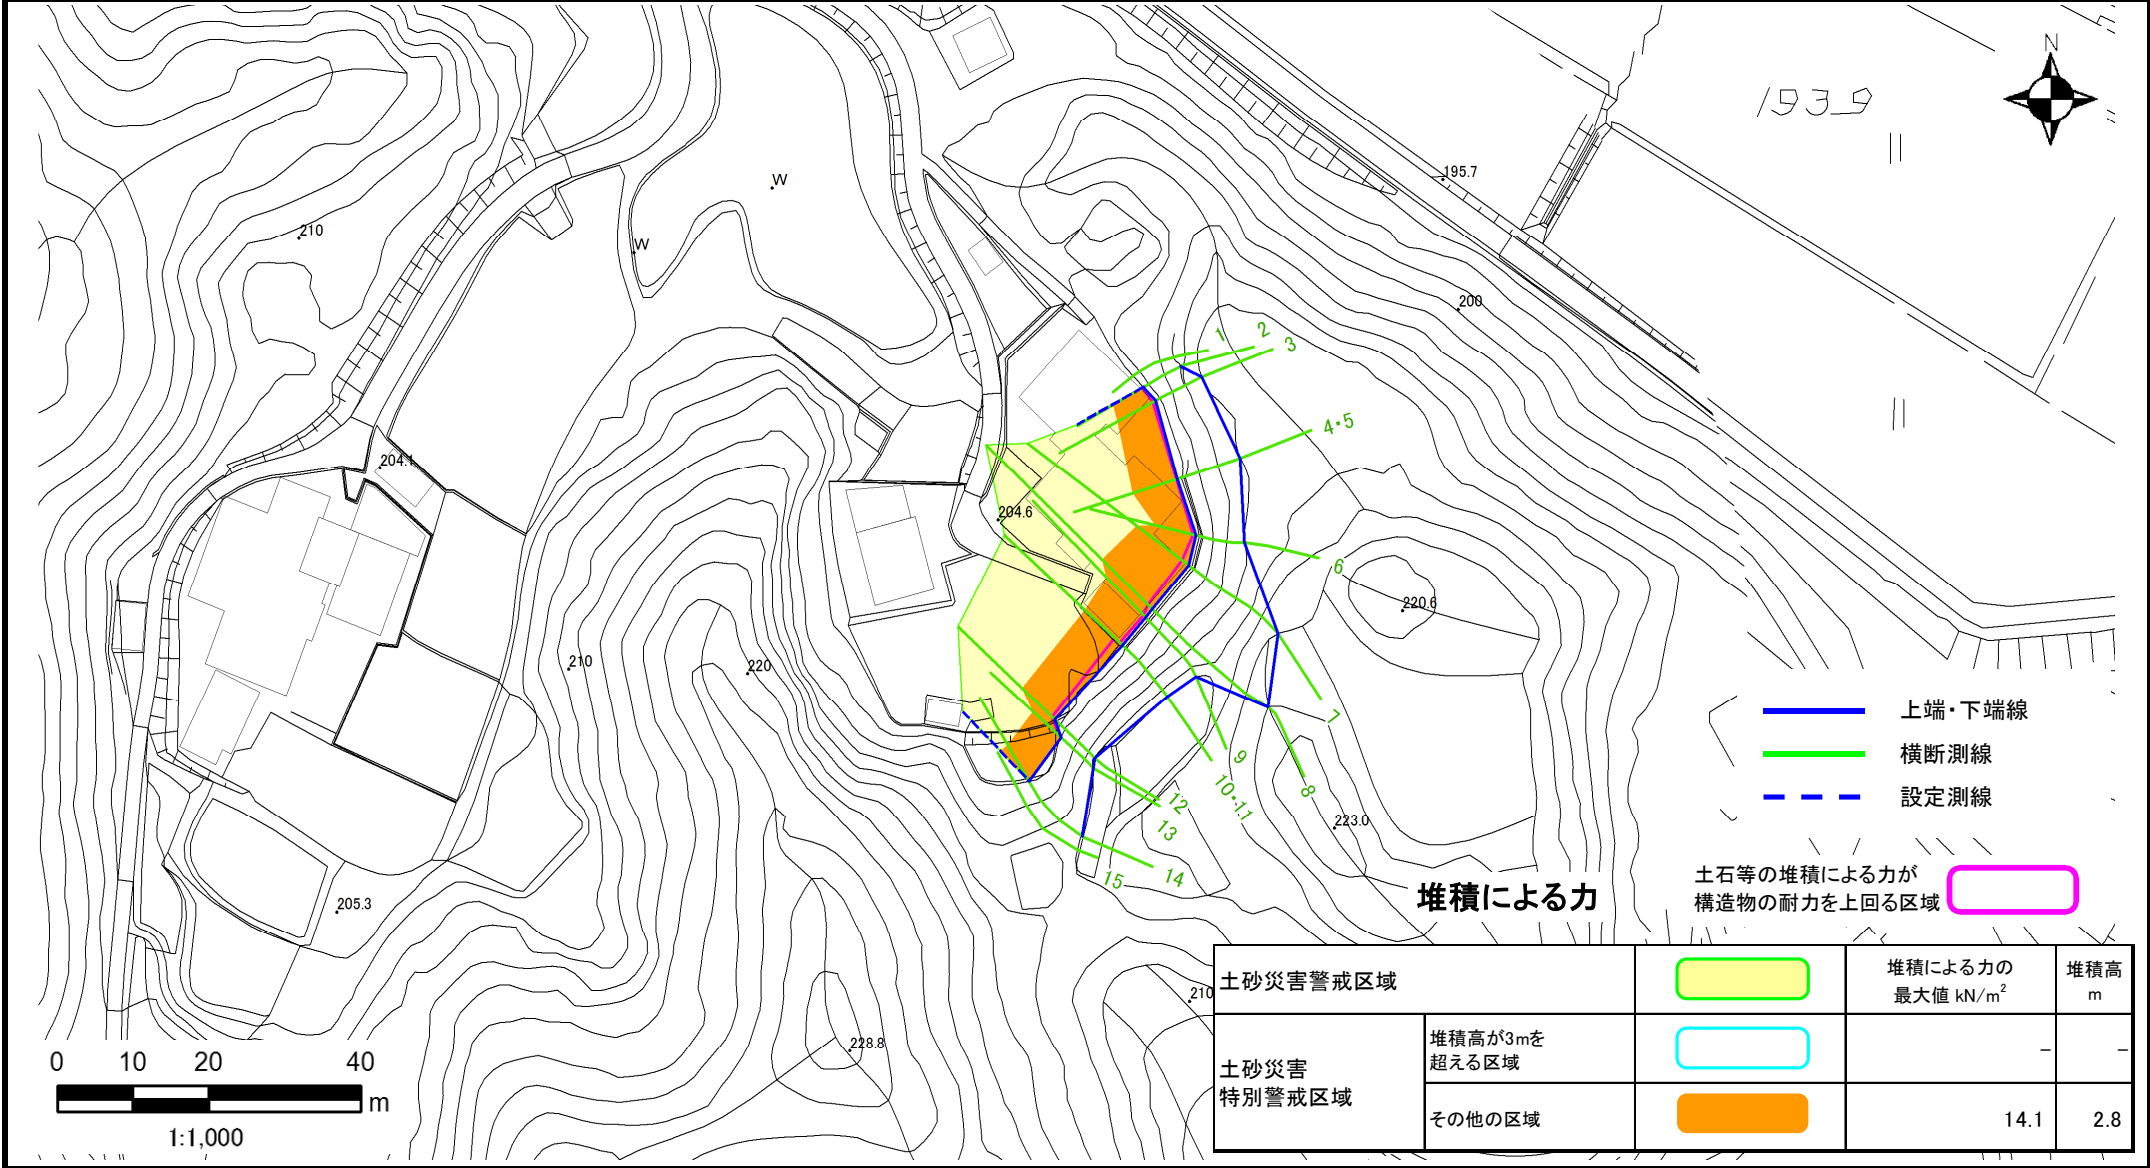 N
1939
195.7
W
W
210
200
1
2
3
4・5
204.1
204.6
6
220.6
210
220
7
上端・下端線
9
横断測線
8
10・11
設定測線
12
13
223.0
14
15
土石等の堆積による力が
構造物の耐力を上回る区域
堆積による力
205.3
土砂災害警戒区域
堆積による力の
最大値 kN/m²
堆積高
m
210
228.8
土砂災害
特別警戒区域
堆積高が3mを
超える区域
–
–
その他の区域
14.1
2.8
0 10 20 40
m
1:1,000